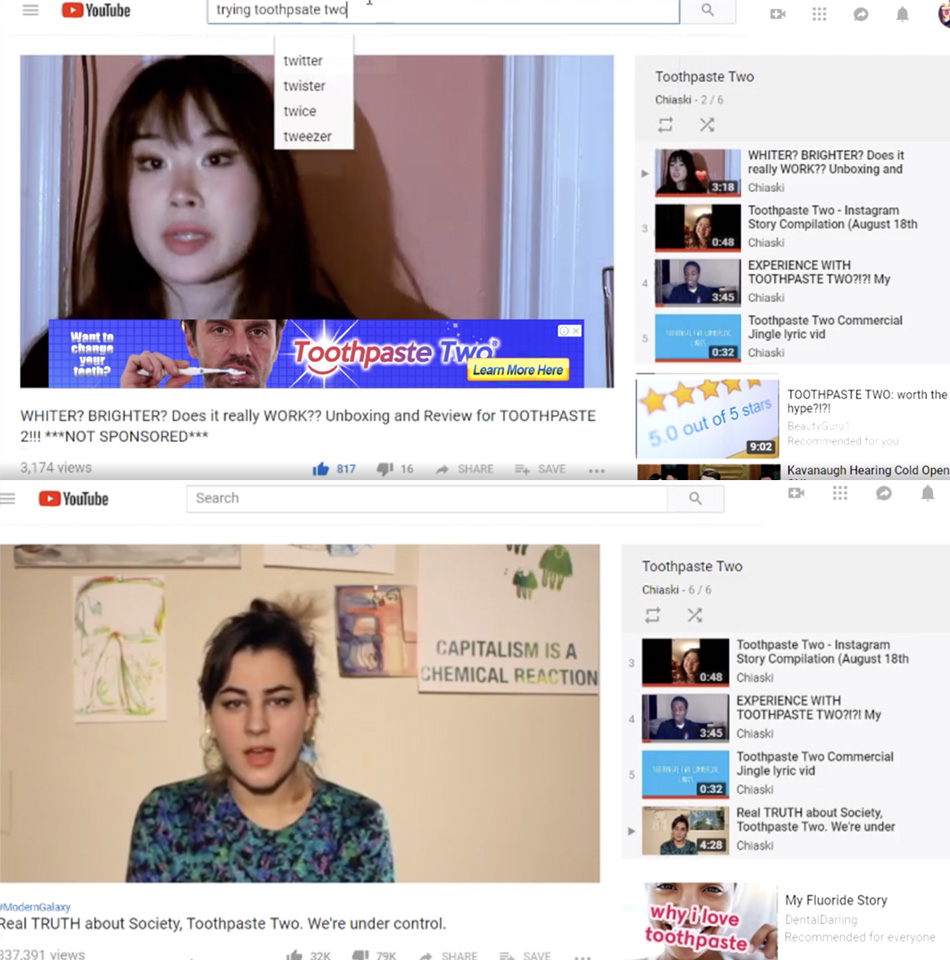 YouTube
trying toothpsate two
twitter
twister
twice
tweezer
Want to
change
your
teeth?
Toothpaste Two
Learn More Here
WHITER? BRIGHTER? Does it really WORK?? Unboxing and Review for TOOTHPASTE
2!!! ***NOT SPONSORED***
3,174 views
817
16
SHARE
SAVE
Toothpaste Two
Chiaski - 2 / 6
WHITER? BRIGHTER? Does it
really WORK?? Unboxing and
Chiaski
3:18
3
Toothpaste Two - Instagram
Story Compilation (August 18th
Chiaski
0:48
4
EXPERIENCE WITH
TOOTHPASTE TWO?!?! My
Chiaski
3:45
5
Toothpaste Two Commercial
Jingle lyric vid
Chiaski
0:32
5.0 out of 5 stars
9:02
TOOTHPASTE TWO: worth the
hype?!?!
BeautyGuru1
Recommended for you
Kavanaugh Hearing Cold Open
YouTube
Search
CAPITALISM IS A
CHEMICAL REACTION
#ModernGalaxy
Real TRUTH about Society, Toothpaste Two. We're under control.
337,391 views
32K
79K
SHARE
SAVE
Toothpaste Two
Chiaski - 6 / 6
3
Toothpaste Two - Instagram
Story Compilation (August 18th
Chiaski
0:48
4
EXPERIENCE WITH
TOOTHPASTE TWO?!?! My
Chiaski
3:45
5
Toothpaste Two Commercial
Jingle lyric vid
Chiaski
0:32
Real TRUTH about Society,
Toothpaste Two. We're under
Chiaski
4:28
why i love
toothpaste
My Fluoride Story
DentalDarling
Recommended for everyone